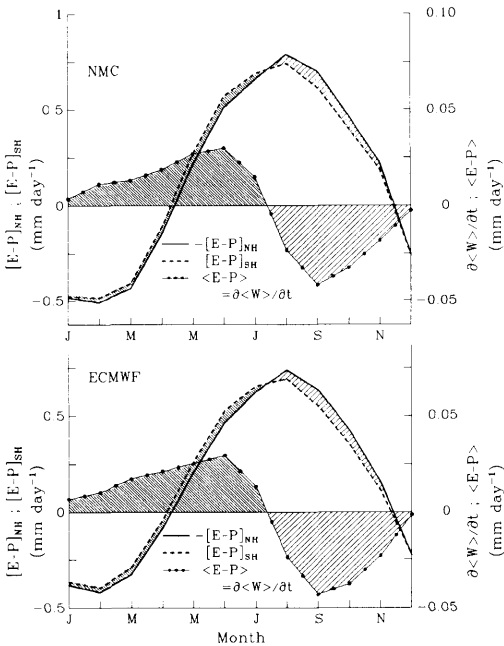 1
0.10
NMC
0.5
0.05
[E-P]NH ; [E-P]SH
(mm day⁻¹)
0
0
∂<W>/∂t ; <E-P>
(mm day⁻¹)
−[E-P]NH
[E-P]SH
<E-P>
=∂<W>/∂t
-0.5
-0.05
J M M J S N
ECMWF
0.5
0.05
[E-P]NH ; [E-P]SH
(mm day⁻¹)
0
0
∂<W>/∂t ; <E-P>
(mm day⁻¹)
−[E-P]NH
[E-P]SH
<E-P>
=∂<W>/∂t
-0.5
-0.05
J M M J S N
Month